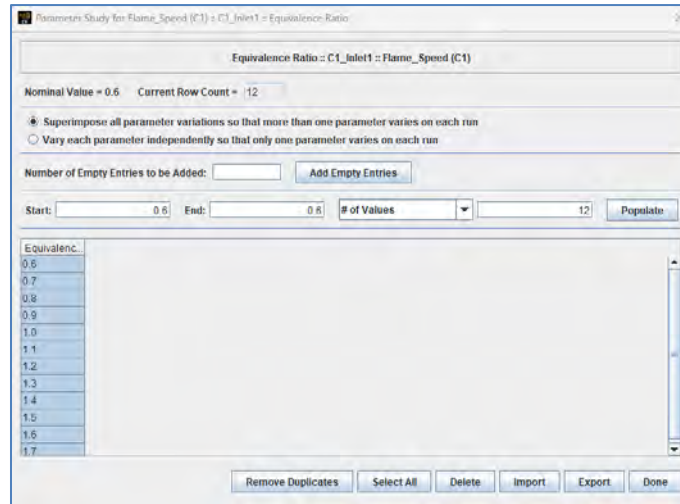 Parameter Study for Flame_Speed (C1) :: C1_Inlet1 :: Equivalence Ratio
Equivalence Ratio :: C1_Inlet1 :: Flame_Speed (C1)
Nominal Value = 0.6 Current Row Count = 12
Superimpose all parameter variations so that more than one parameter varies on each run
Vary each parameter independently so that only one parameter varies on each run
Number of Empty Entries to be Added: Add Empty Entries
Start: 0.6 End: 0.6 # of Values 12 Populate
Equivalenc...
0.6
0.7
0.8
0.9
1.0
1.1
1.2
1.3
1.4
1.5
1.6
1.7
Remove Duplicates Select All Delete Import Export Done